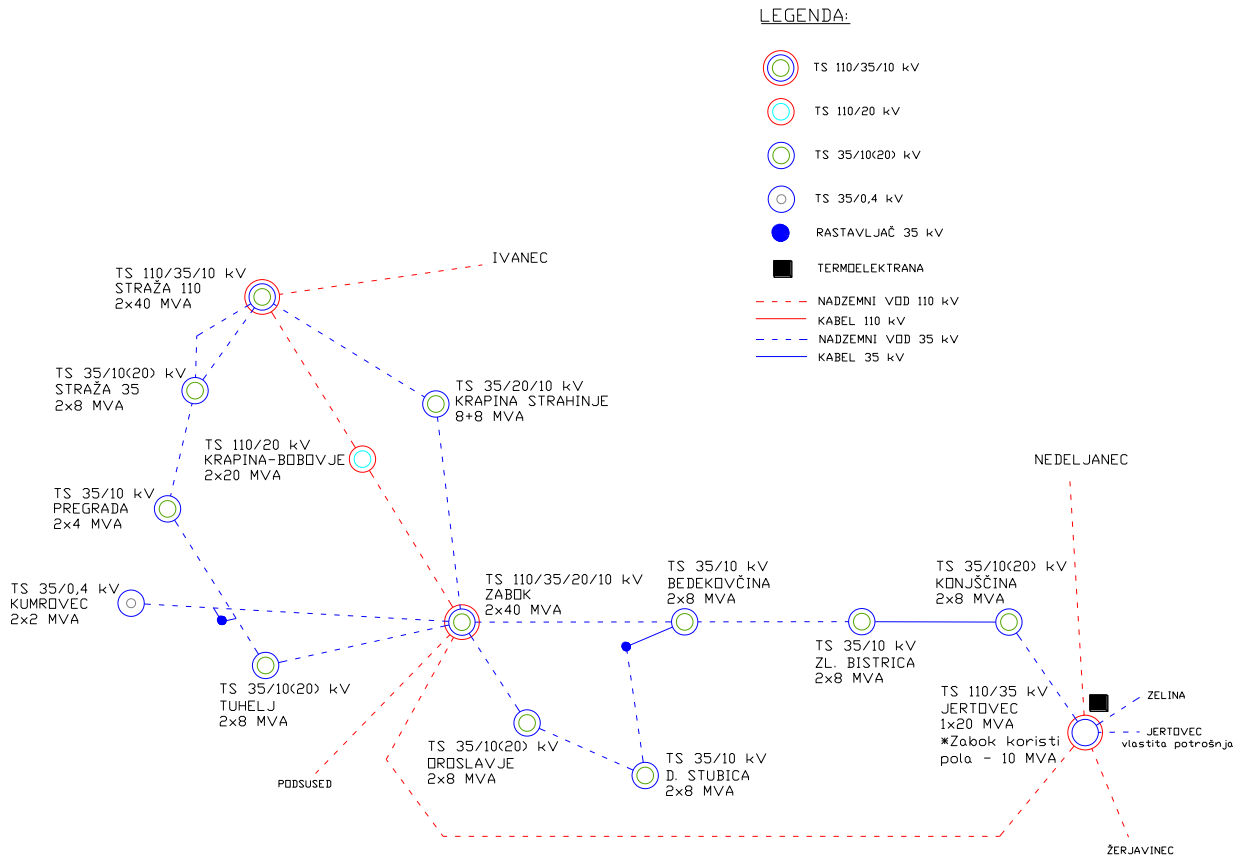 LEGENDA:
TS 110/35/10 kV
TS 110/20 kV
TS 35/10(20) kV
TS 35/0,4 kV
RASTAVLJAČ 35 kV
TERMOELEKTRANA
NADZEMNI VOD 110 kV
KABEL 110 kV
NADZEMNI VOD 35 kV
KABEL 35 kV
IVANEC
TS 110/35/10 kV
STRAŽA 110
2x40 MVA
TS 35/10(20) kV
STRAŽA 35
2x8 MVA
TS 35/20/10 kV
KRAPINA STRAHINJE
8+8 MVA
TS 110/20 kV
KRAPINA-BOBOVJE
2x20 MVA
NEDELJANEC
TS 35/10 kV
PREGRADA
2x4 MVA
TS 35/0,4 kV
KUMROVEC
2x2 MVA
TS 110/35/20/10 kV
ZABOK
2x40 MVA
TS 35/10 kV
BEDEKOVČINA
2x8 MVA
TS 35/10(20) kV
KONJŠČINA
2x8 MVA
TS 35/10 kV
ZL. BISTRICA
2x8 MVA
TS 35/10(20) kV
TUHELJ
2x8 MVA
TS 110/35 kV
JERTOVEC
1x20 MVA
*Zabok koristi
pola - 10 MVA
ZELINA
JERTOVEC
vlastita potrošnja
TS 35/10(20) kV
OROSLAVJE
2x8 MVA
TS 35/10 kV
D. STUBICA
2x8 MVA
PODSUSED
ŽERJAVINEC